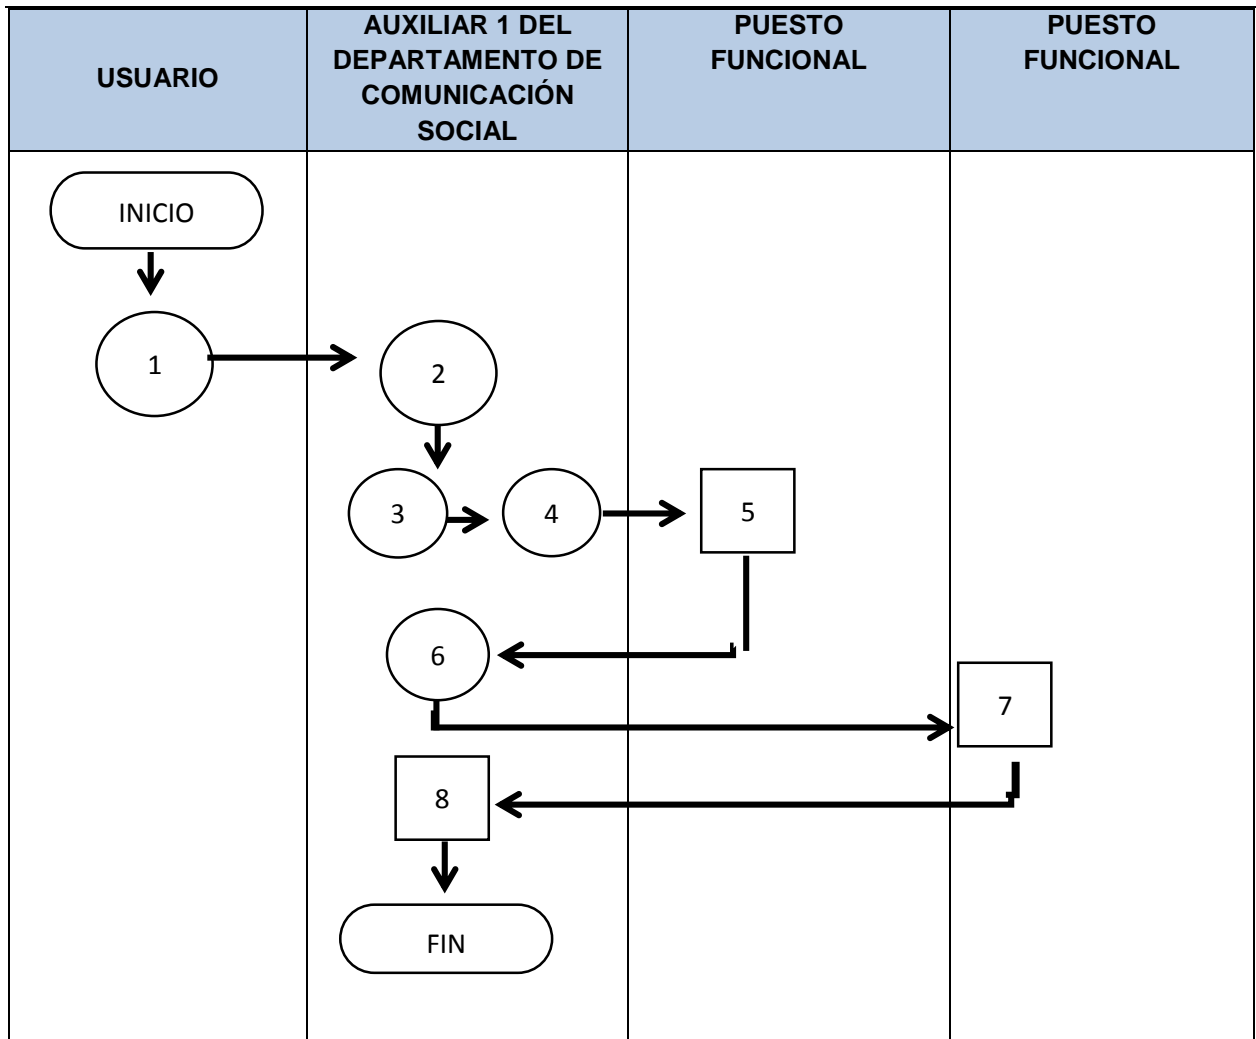 USUARIO
AUXILIAR 1 DEL
DEPARTAMENTO DE
COMUNICACIÓN
SOCIAL
PUESTO
FUNCIONAL
PUESTO
FUNCIONAL
INICIO
1
2
3
4
5
6
7
8
FIN